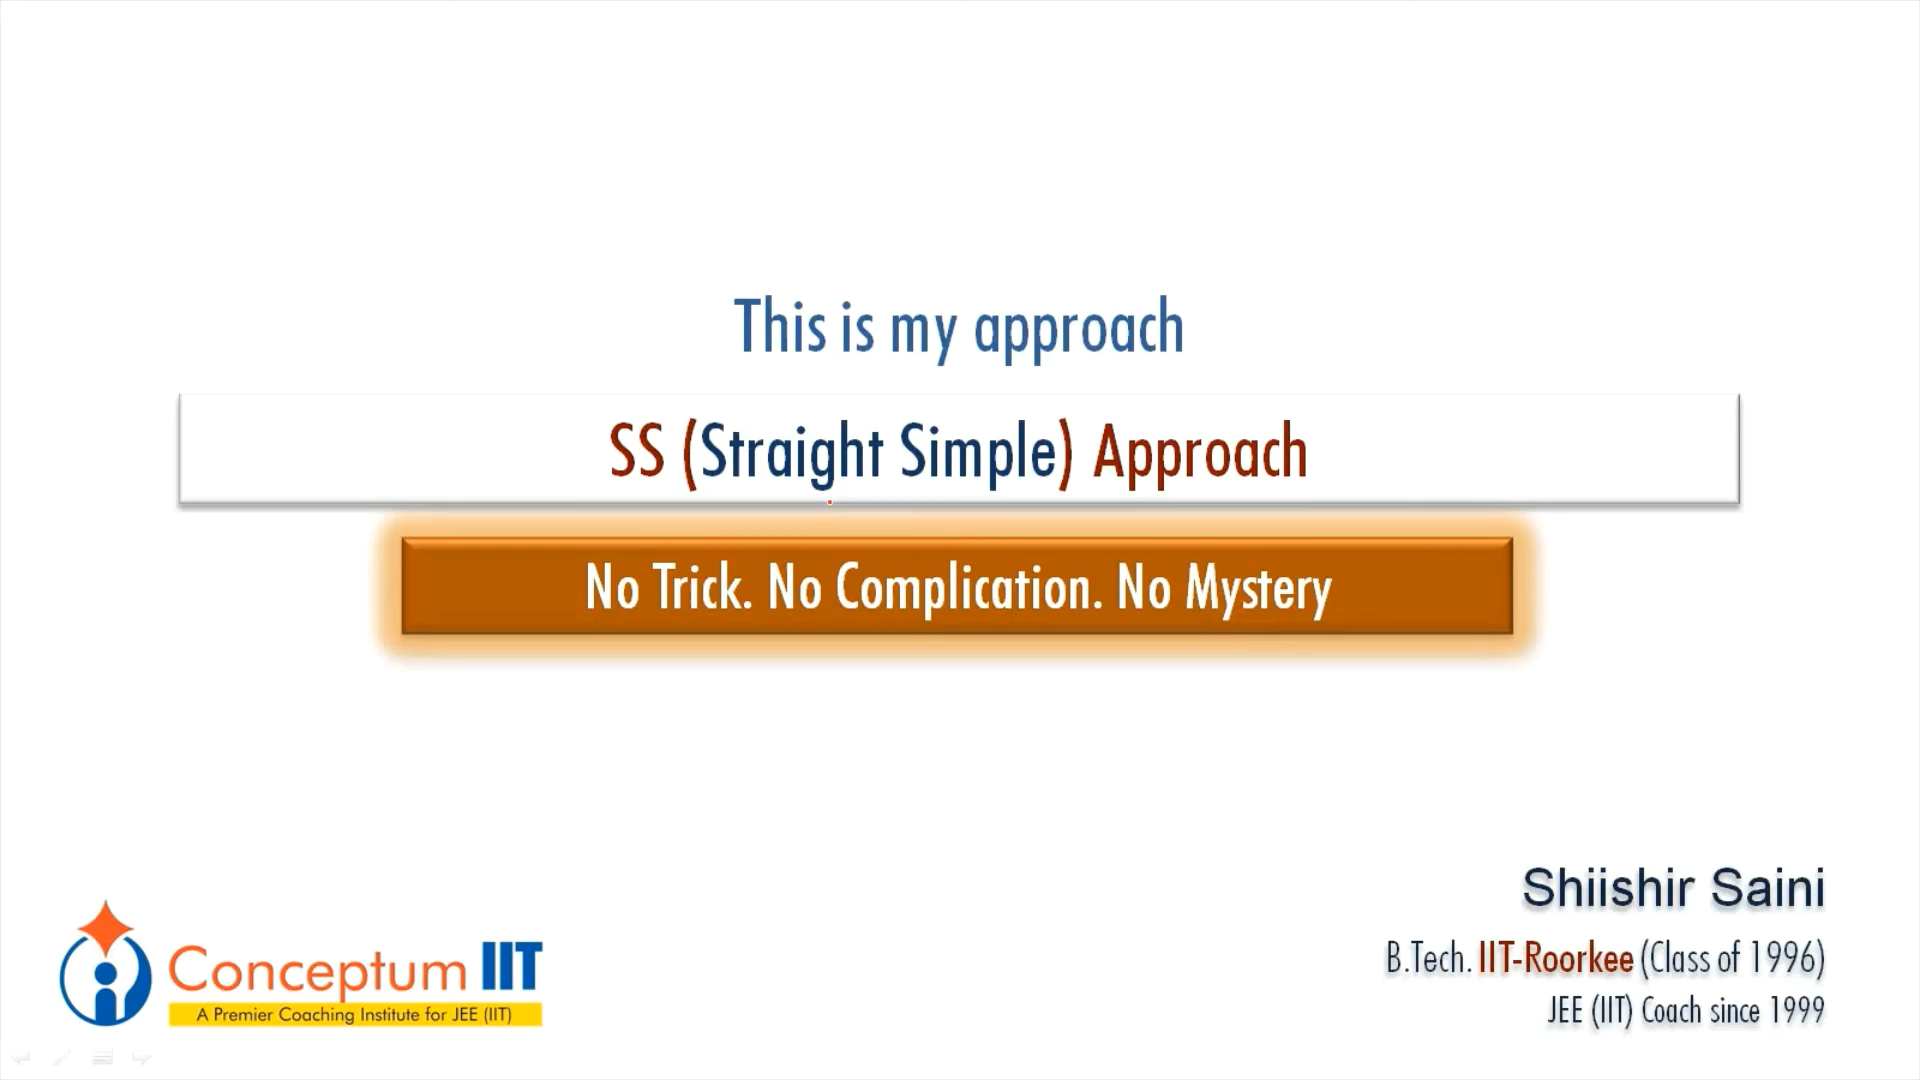 This is my approach
SS (Straight Simple) Approach
No Trick. No Complication. No Mystery
Shiishir Saini
B.Tech. IIT-Roorkee (Class of 1996)
JEE (IIT) Coach since 1999
Conceptum IIT
A Premier Coaching Institute for JEE (IIT)